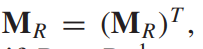 M_R = (M_R)^T,